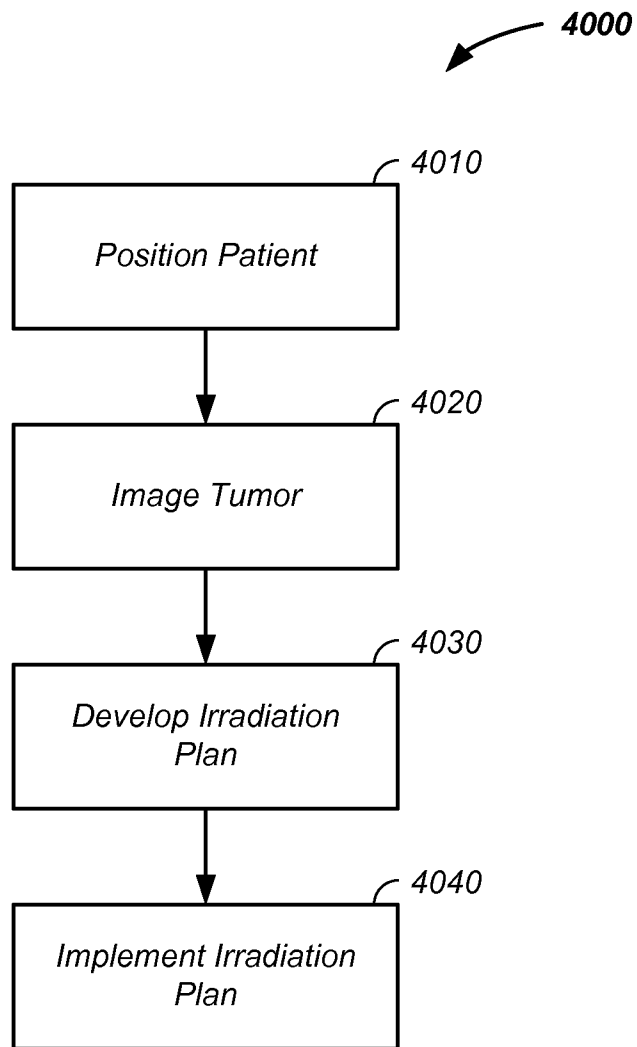 4000
4010
Position Patient
4020
Image Tumor
4030
Develop Irradiation
Plan
4040
Implement Irradiation
Plan